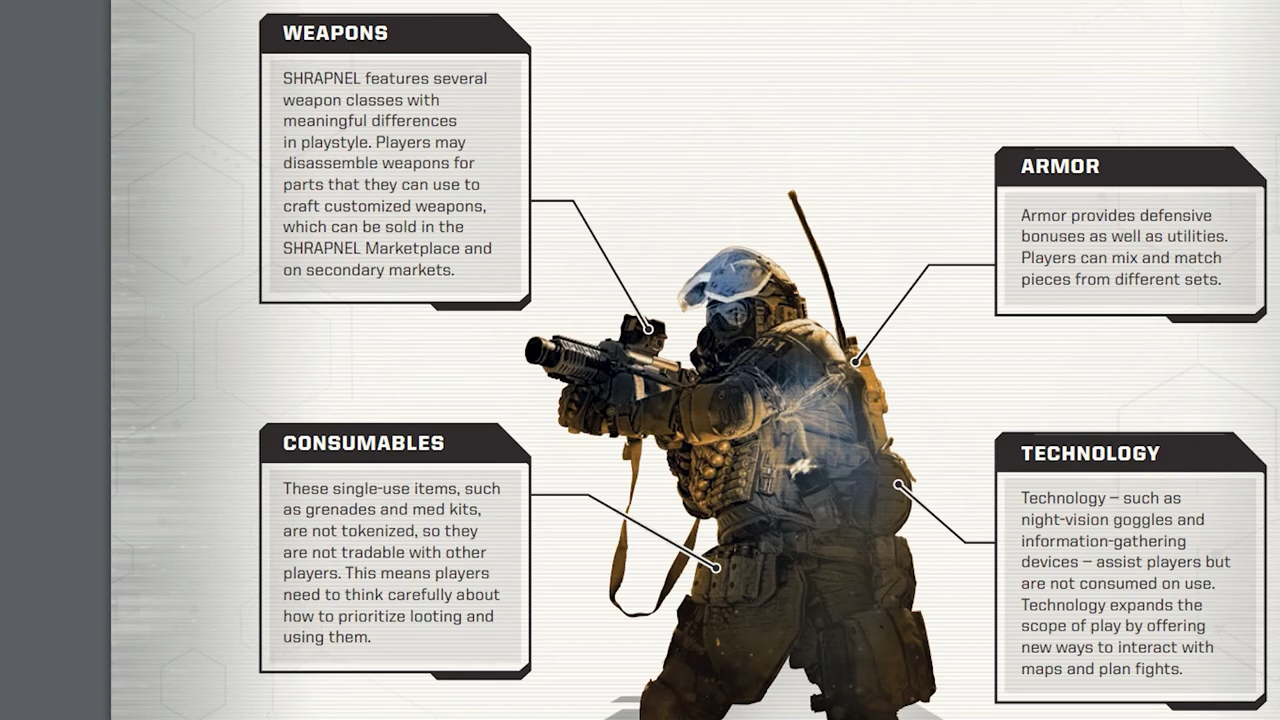 WEAPONS
SHRAPNEL features several
weapon classes with
meaningful differences
in playstyle. Players may
disassemble weapons for
parts that they can use to
craft customized weapons,
which can be sold in the
SHRAPNEL Marketplace and
on secondary markets.
ARMOR
Armor provides defensive
bonuses as well as utilities.
Players can mix and match
pieces from different sets.
CONSUMABLES
These single-use items, such
as grenades and med kits,
are not tokenized, so they
are not tradable with other
players. This means players
need to think carefully about
how to prioritize looting and
using them.
TECHNOLOGY
Technology – such as
night-vision goggles and
information-gathering
devices – assist players but
are not consumed on use.
Technology expands the
scope of play by offering
new ways to interact with
maps and plan fights.